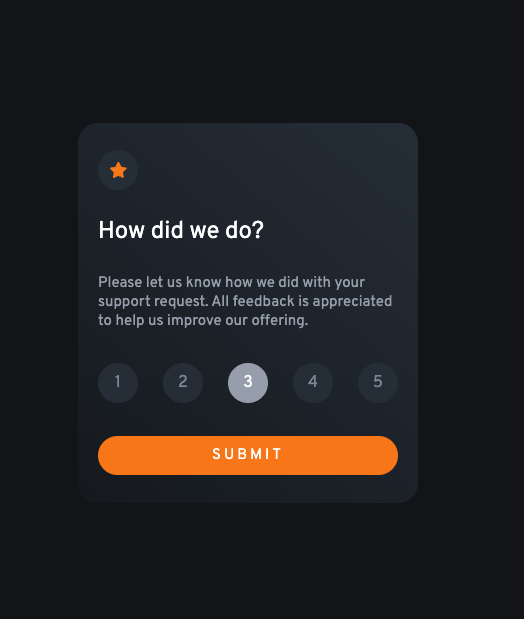 How did we do?
Please let us know how we did with your
support request. All feedback is appreciated
to help us improve our offering.
1 2 3 4 5
SUBMIT